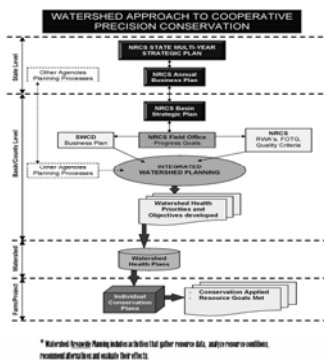 WATERSHED APPROACH TO COOPERATIVE
PRECISION CONSERVATION
State Level
NRCS STATE MULTI-YEAR
STRATEGIC PLAN
Other Agencies
Planning Processes
NRCS Annual
Business Plan
Basin/County Level
NRCS Basin
Strategic Plan
SWCD
Business Plan
NRCS Field Office
Progress Goals
NRCS
RWA's, FOTG,
Quality Criteria
Other Agencies
Planning Processes
INTEGRATED
WATERSHED PLANNING
Watershed Health
Priorities and
Objectives developed
Watershed
Watershed
Health Plans
Farm/Project
Individual
Conservation
Plans
- Conservation Applied
- Resource Goals Met
* Watershed Planning includes activities that gather resource data, analyze resource conditions,
recommend alternatives and evaluate their effects.